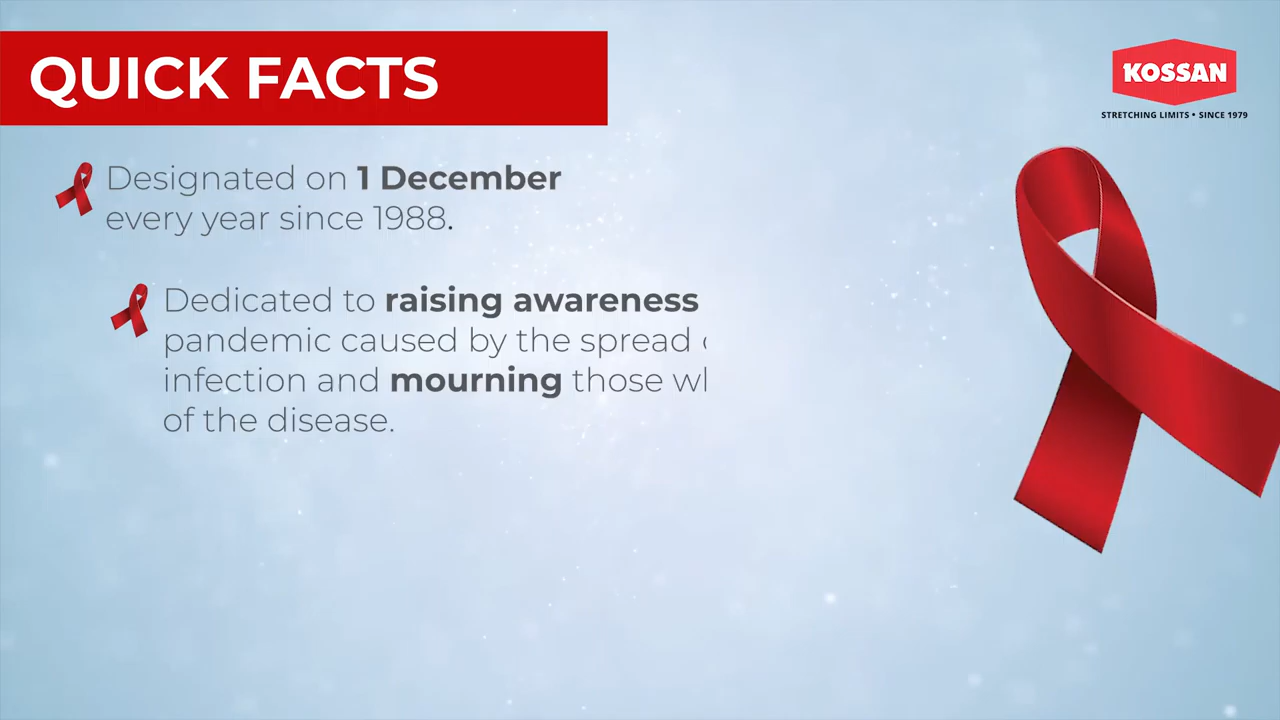 QUICK FACTS
KOSSAN
STRETCHING LIMITS • SINCE 1979
Designated on 1 December
every year since 1988.
Dedicated to raising awareness
pandemic caused by the spread
infection and mourning those
of the disease.